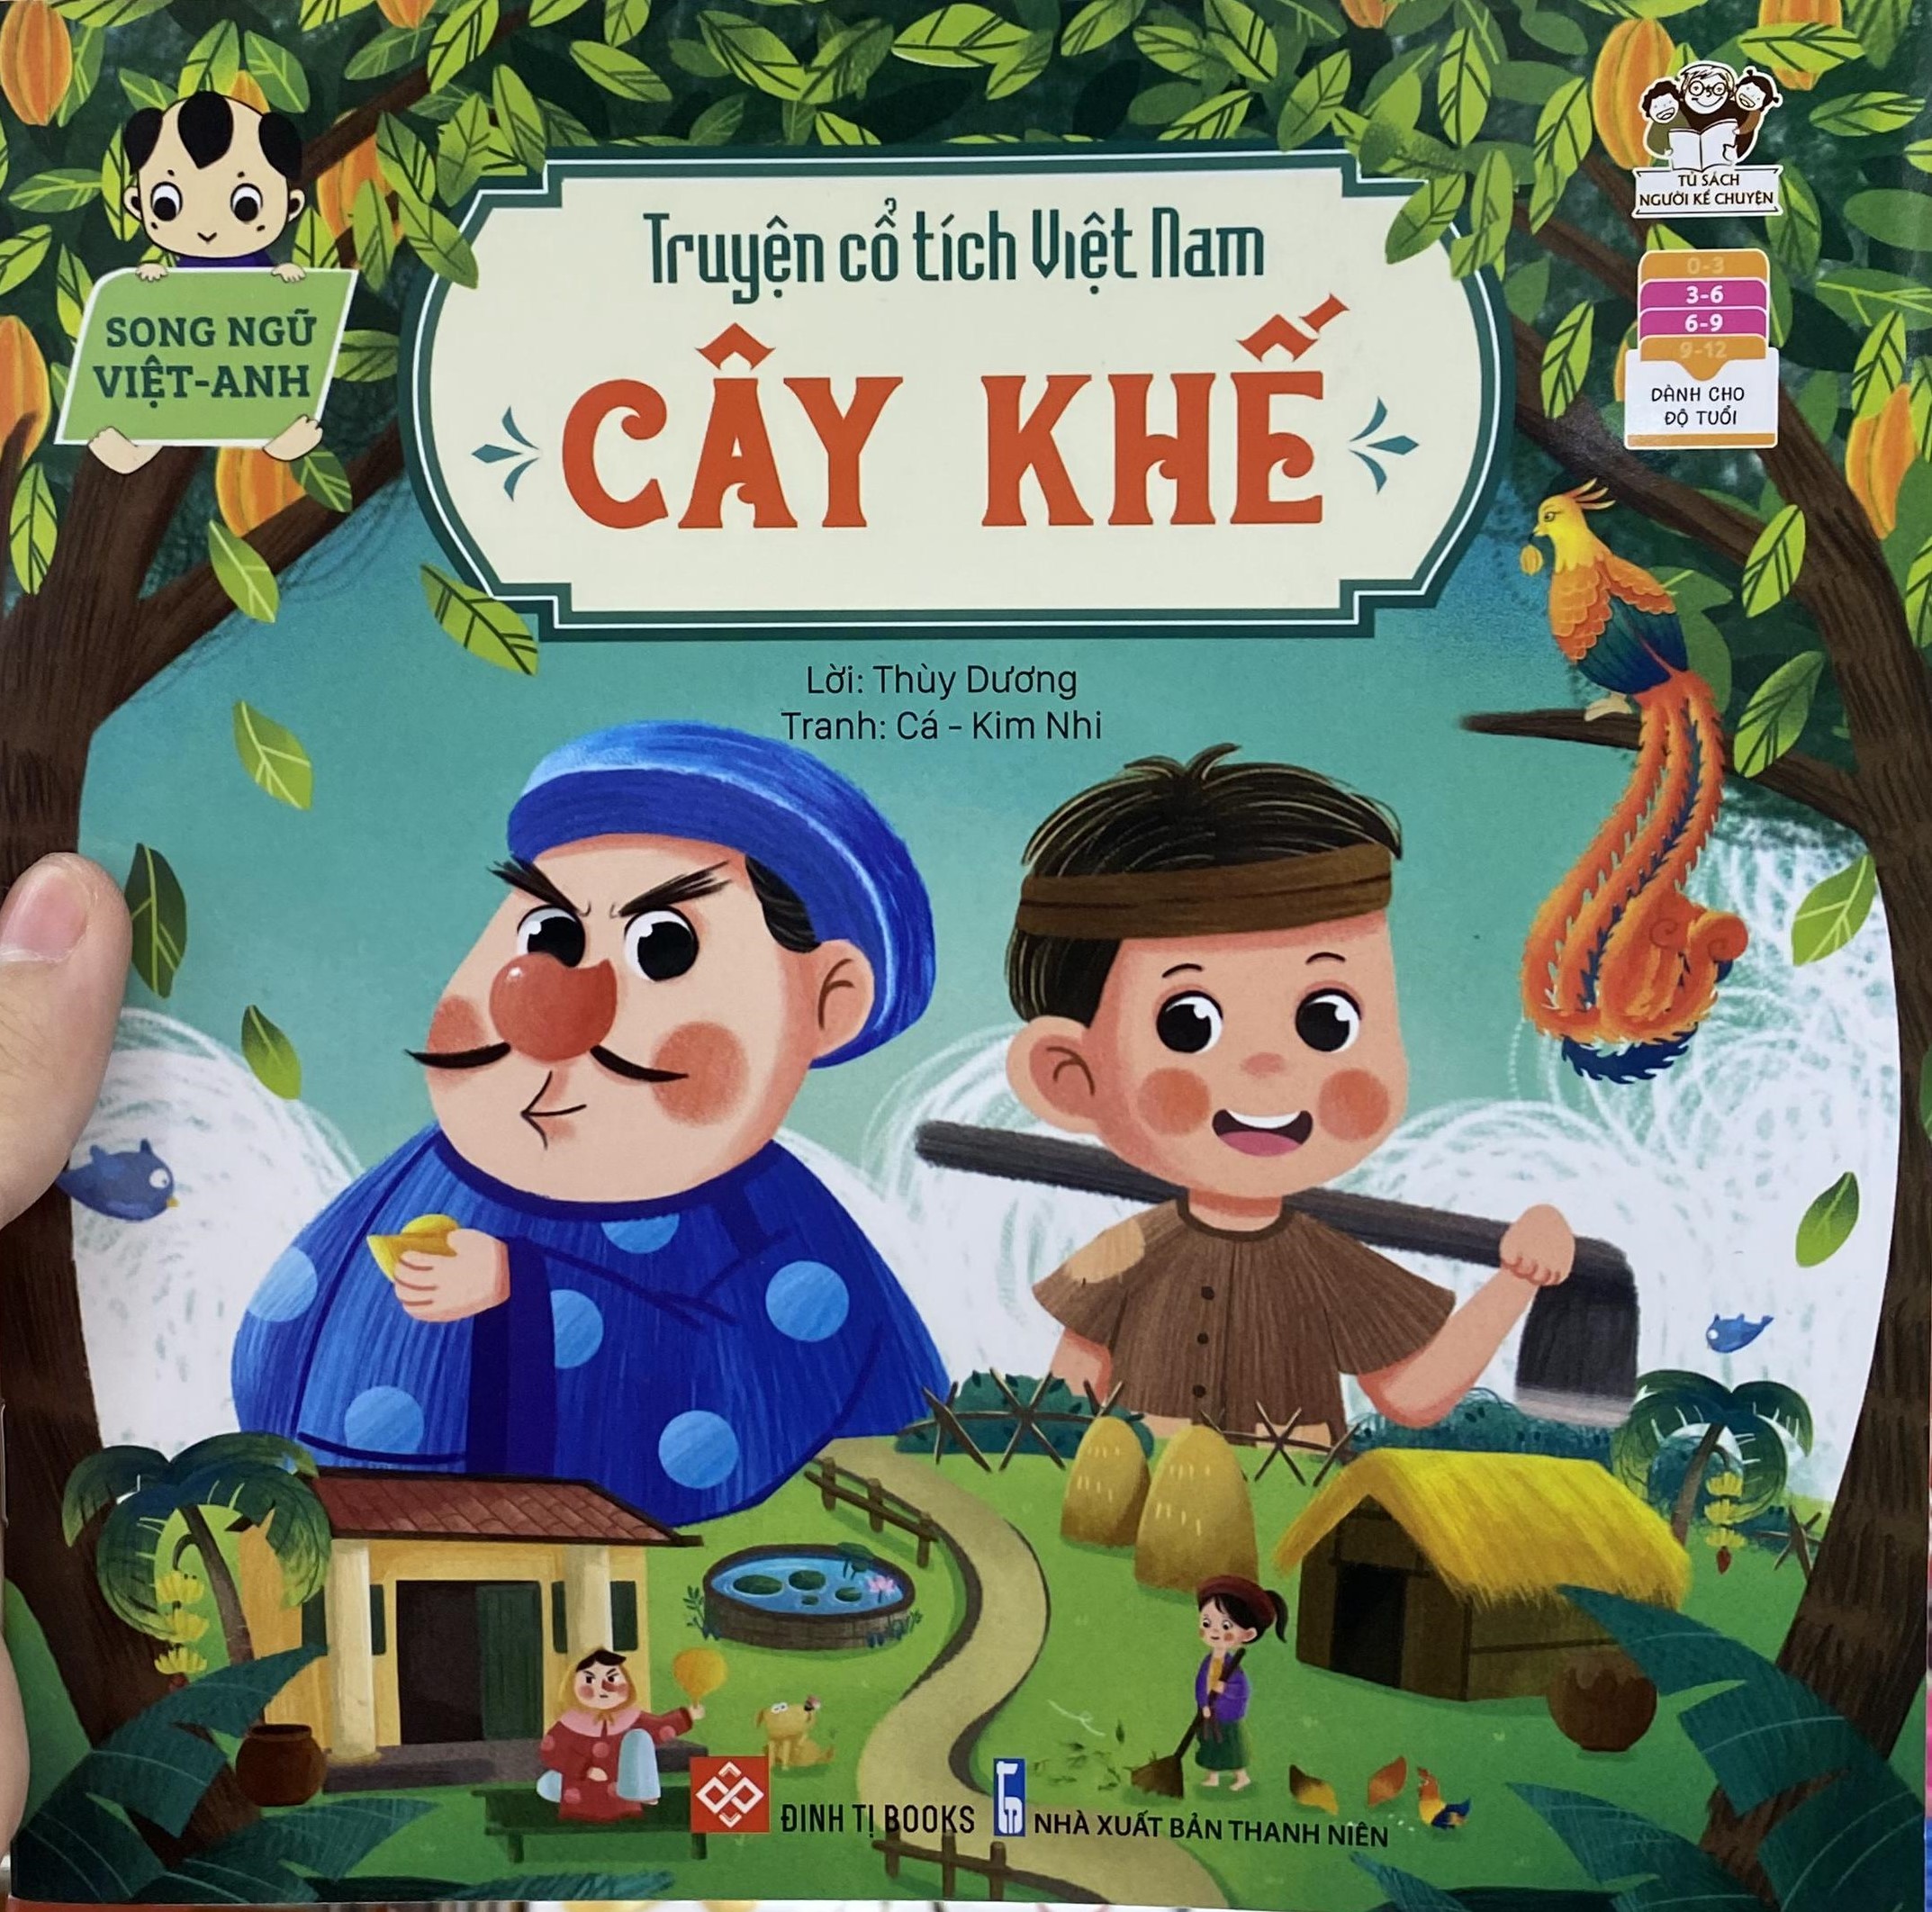 TỦ SÁCH
NGƯỜI KỂ CHUYỆN
Truyện cổ tích Việt Nam
SONG NGỮ
VIỆT-ANH
CÂY KHẾ
0-3
3-6
6-9
9-12
DÀNH CHO
ĐỘ TUỔI
Lời: Thùy Dương
Tranh: Cá - Kim Nhi
ĐINH TỊ BOOKS
NHÀ XUẤT BẢN THANH NIÊN